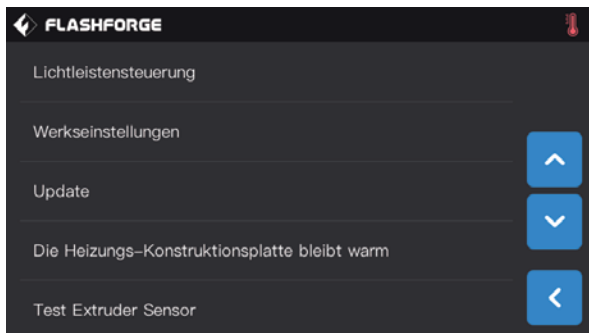 FLASHFORGE
Lichtleistensteuerung
Werkseinstellungen
Update
Die Heizungs-Konstruktionsplatte bleibt warm
Test Extruder Sensor